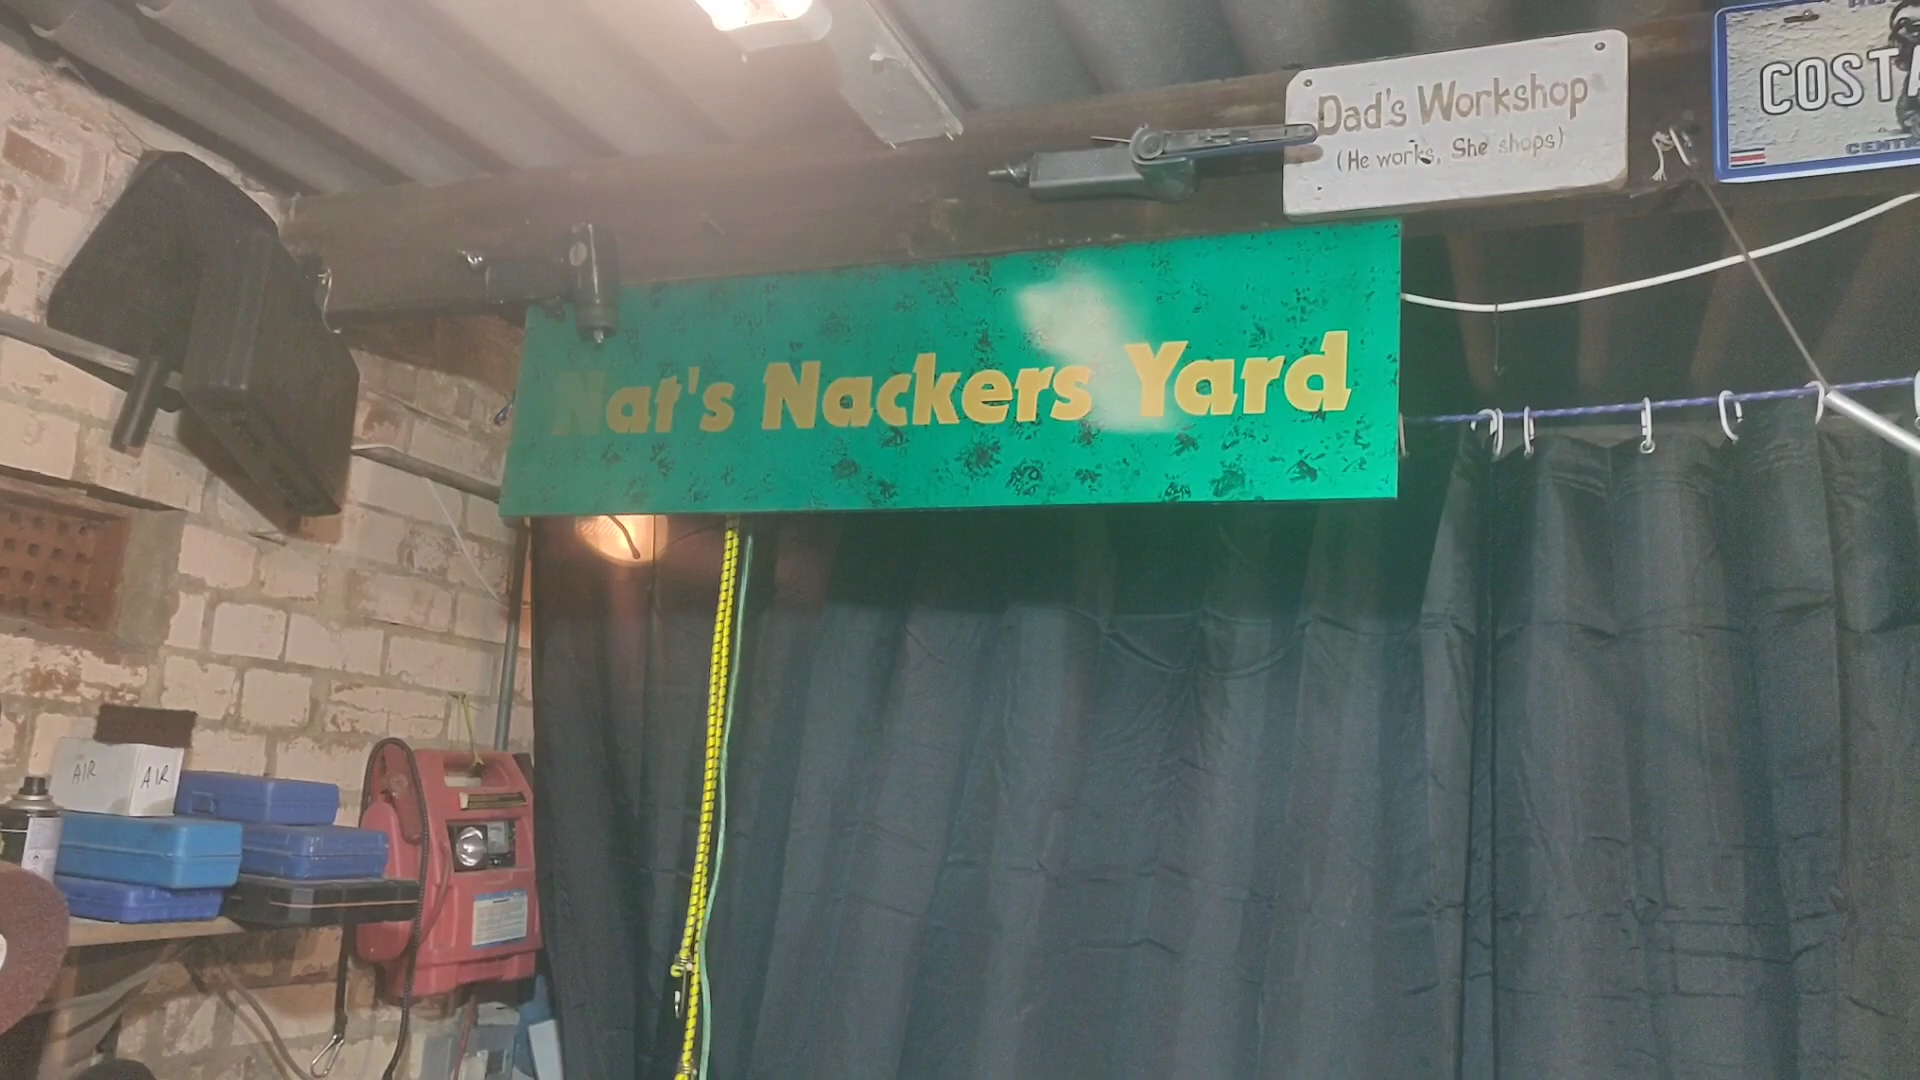 Dad's Workshop
(He works, She shops)
COSTA
Nat's Nackers Yard
AIR
AIR